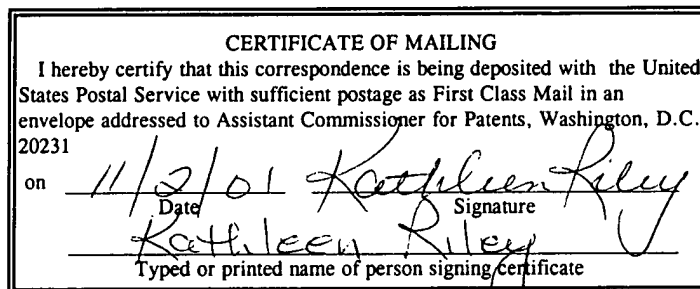 CERTIFICATE OF MAILING
I hereby certify that this correspondence is being deposited with the United
States Postal Service with sufficient postage as First Class Mail in an
envelope addressed to Assistant Commissioner for Patents, Washington, D.C.
20231
on 11/2/01 Kathleen Riley
Date Signature
Kathleen Riley
Typed or printed name of person signing certificate